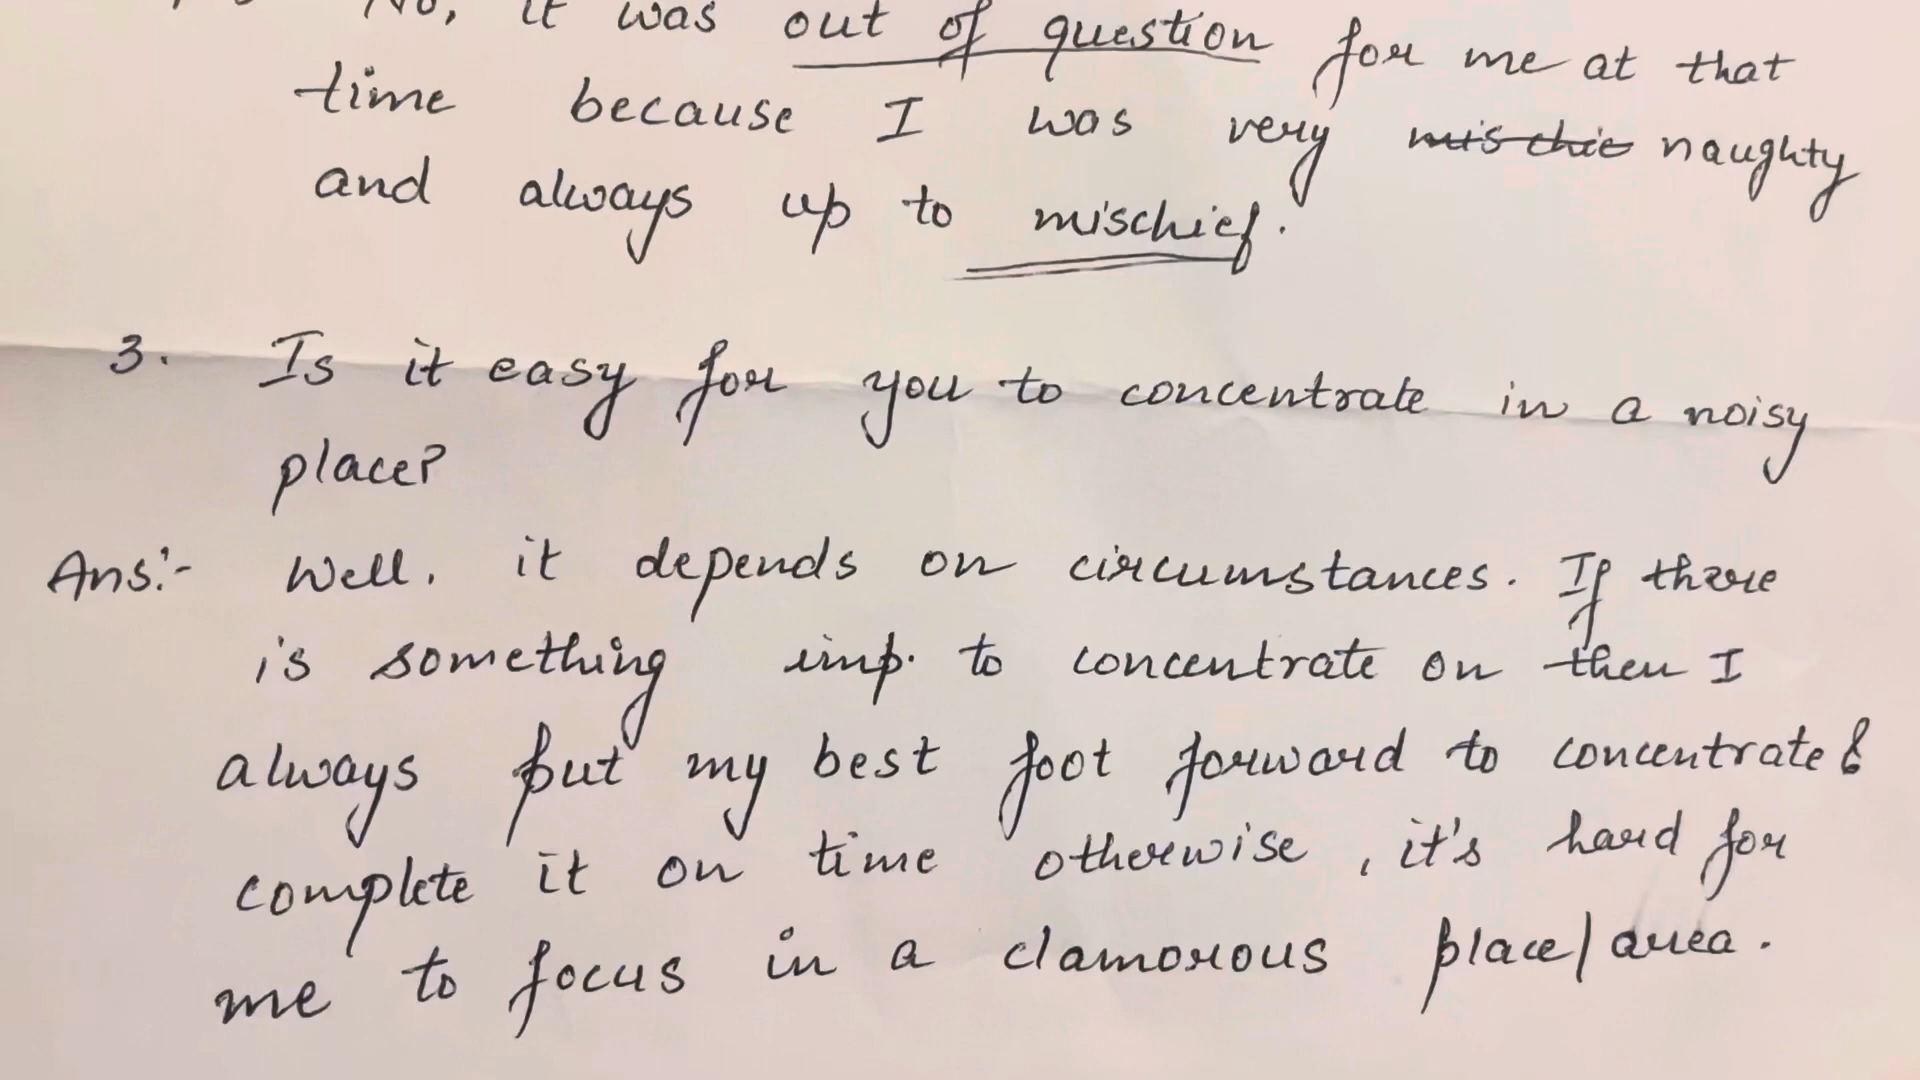 No, it was out of question for me at that
time because I was very mis chie naughty
and always up to mischief.
3. Is it easy for you to concentrate in a noisy
place?
Ans:- Well, it depends on circumstances. If there
is something imp. to concentrate on then I
always put my best foot forward to concentrate &
complete it on time otherwise, it's hard for
me to focus in a clamorous place/area.